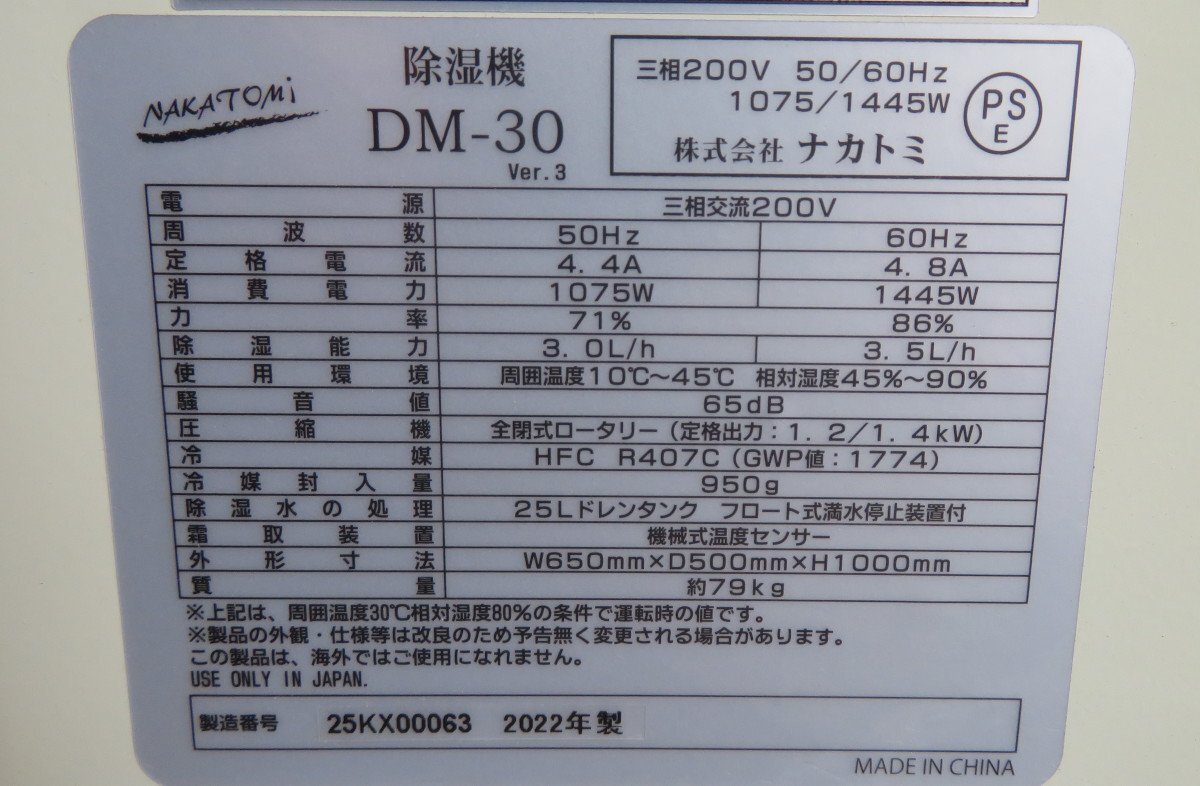 NAKATOMI
除湿機
DM-30
Ver.3
三相200V 50/60Hz
1075/1445W
株式会社 ナカトミ
PS
E
電源 三相交流200V
周波数 50Hz 60Hz
定格電流 4.4A 4.8A
消費電力 1075W 1445W
力率 71% 86%
除湿能力 3.0L/h 3.5L/h
使用環境 周囲温度10℃〜45℃ 相対湿度45%〜90%
騒音値 65dB
圧縮機 全閉式ロータリー(定格出力:1.2/1.4kW)
冷媒 HFC R407C(GWP値:1774)
冷媒封入量 950g
除湿水の処理 25Lドレンタンク フロート式満水停止装置付
霜取装置 機械式温度センサー
外形寸法 W650mm×D500mm×H1000mm
質量 約79kg
※上記は、周囲温度30℃相対湿度80%の条件で運転時の値です。
※製品の外観・仕様等は改良のため予告無く変更される場合があります。
この製品は、海外ではご使用になれません。
USE ONLY IN JAPAN.
製造番号 25KX00063 2022年製
MADE IN CHINA